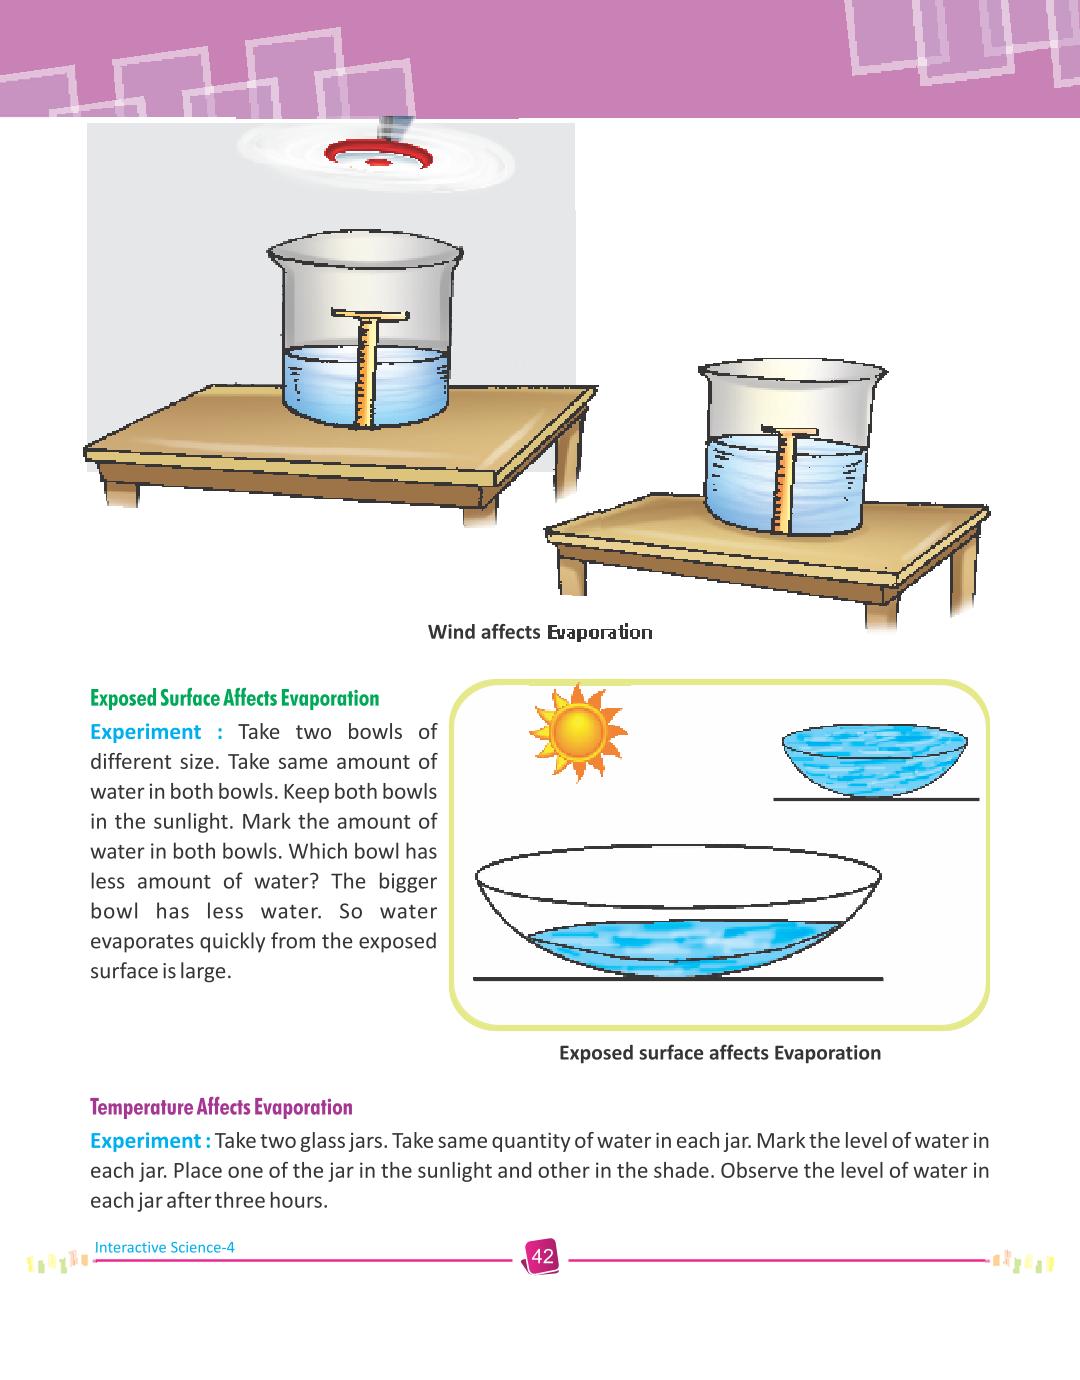 Wind affects Evaporation
Exposed Surface Affects Evaporation
Experiment : Take two bowls of
different size. Take same amount of
water in both bowls. Keep both bowls
in the sunlight. Mark the amount of
water in both bowls. Which bowl has
less amount of water? The bigger
bowl has less water. So water
evaporates quickly from the exposed
surface is large.
Exposed surface affects Evaporation
Temperature Affects Evaporation
Experiment : Take two glass jars. Take same quantity of water in each jar. Mark the level of water in
each jar. Place one of the jar in the sunlight and other in the shade. Observe the level of water in
each jar after three hours.
Interactive Science-4
42